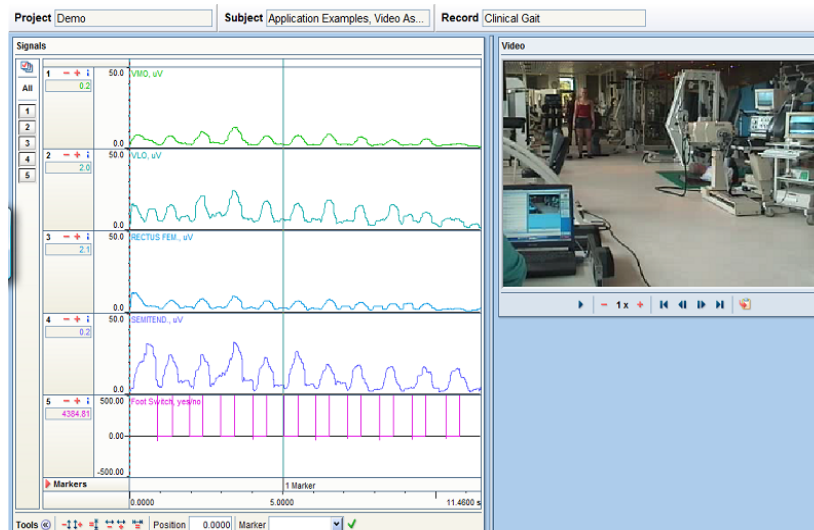 Project Demo Subject Application Examples, Video As... Record Clinical Gait
Signals
Video
All
1
2
3
4
5
1 50.0 VMO, uV
0.2
0.0
2 50.0 VLO, uV
2.0
0.0
3 50.0 RECTUS FEM., uV
2.1
0.0
4 50.0 SEMITEND., uV
0.2
0.0
5 500.00 Foot Switch, yes/no
4384.81
0.00
-500.00
Markers 1 Marker
0.0000 5.0000 11.4600 s
Tools Position 0.0000 Marker
1 x